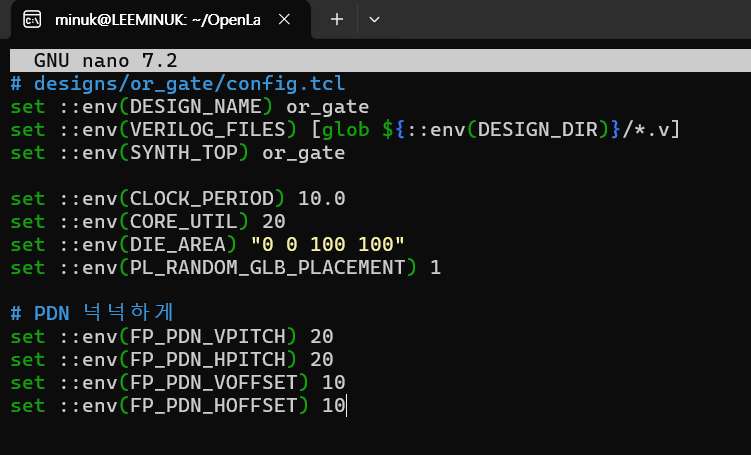 minuk@LEEMINUK: ~/OpenLa
GNU nano 7.2
# designs/or_gate/config.tcl
set ::env(DESIGN_NAME) or_gate
set ::env(VERILOG_FILES) [glob ${::env(DESIGN_DIR)}/*.v]
set ::env(SYNTH_TOP) or_gate
set ::env(CLOCK_PERIOD) 10.0
set ::env(CORE_UTIL) 20
set ::env(DIE_AREA) "0 0 100 100"
set ::env(PL_RANDOM_GLB_PLACEMENT) 1
# PDN 넉넉하게
set ::env(FP_PDN_VPITCH) 20
set ::env(FP_PDN_HPITCH) 20
set ::env(FP_PDN_VOFFSET) 10
set ::env(FP_PDN_HOFFSET) 10